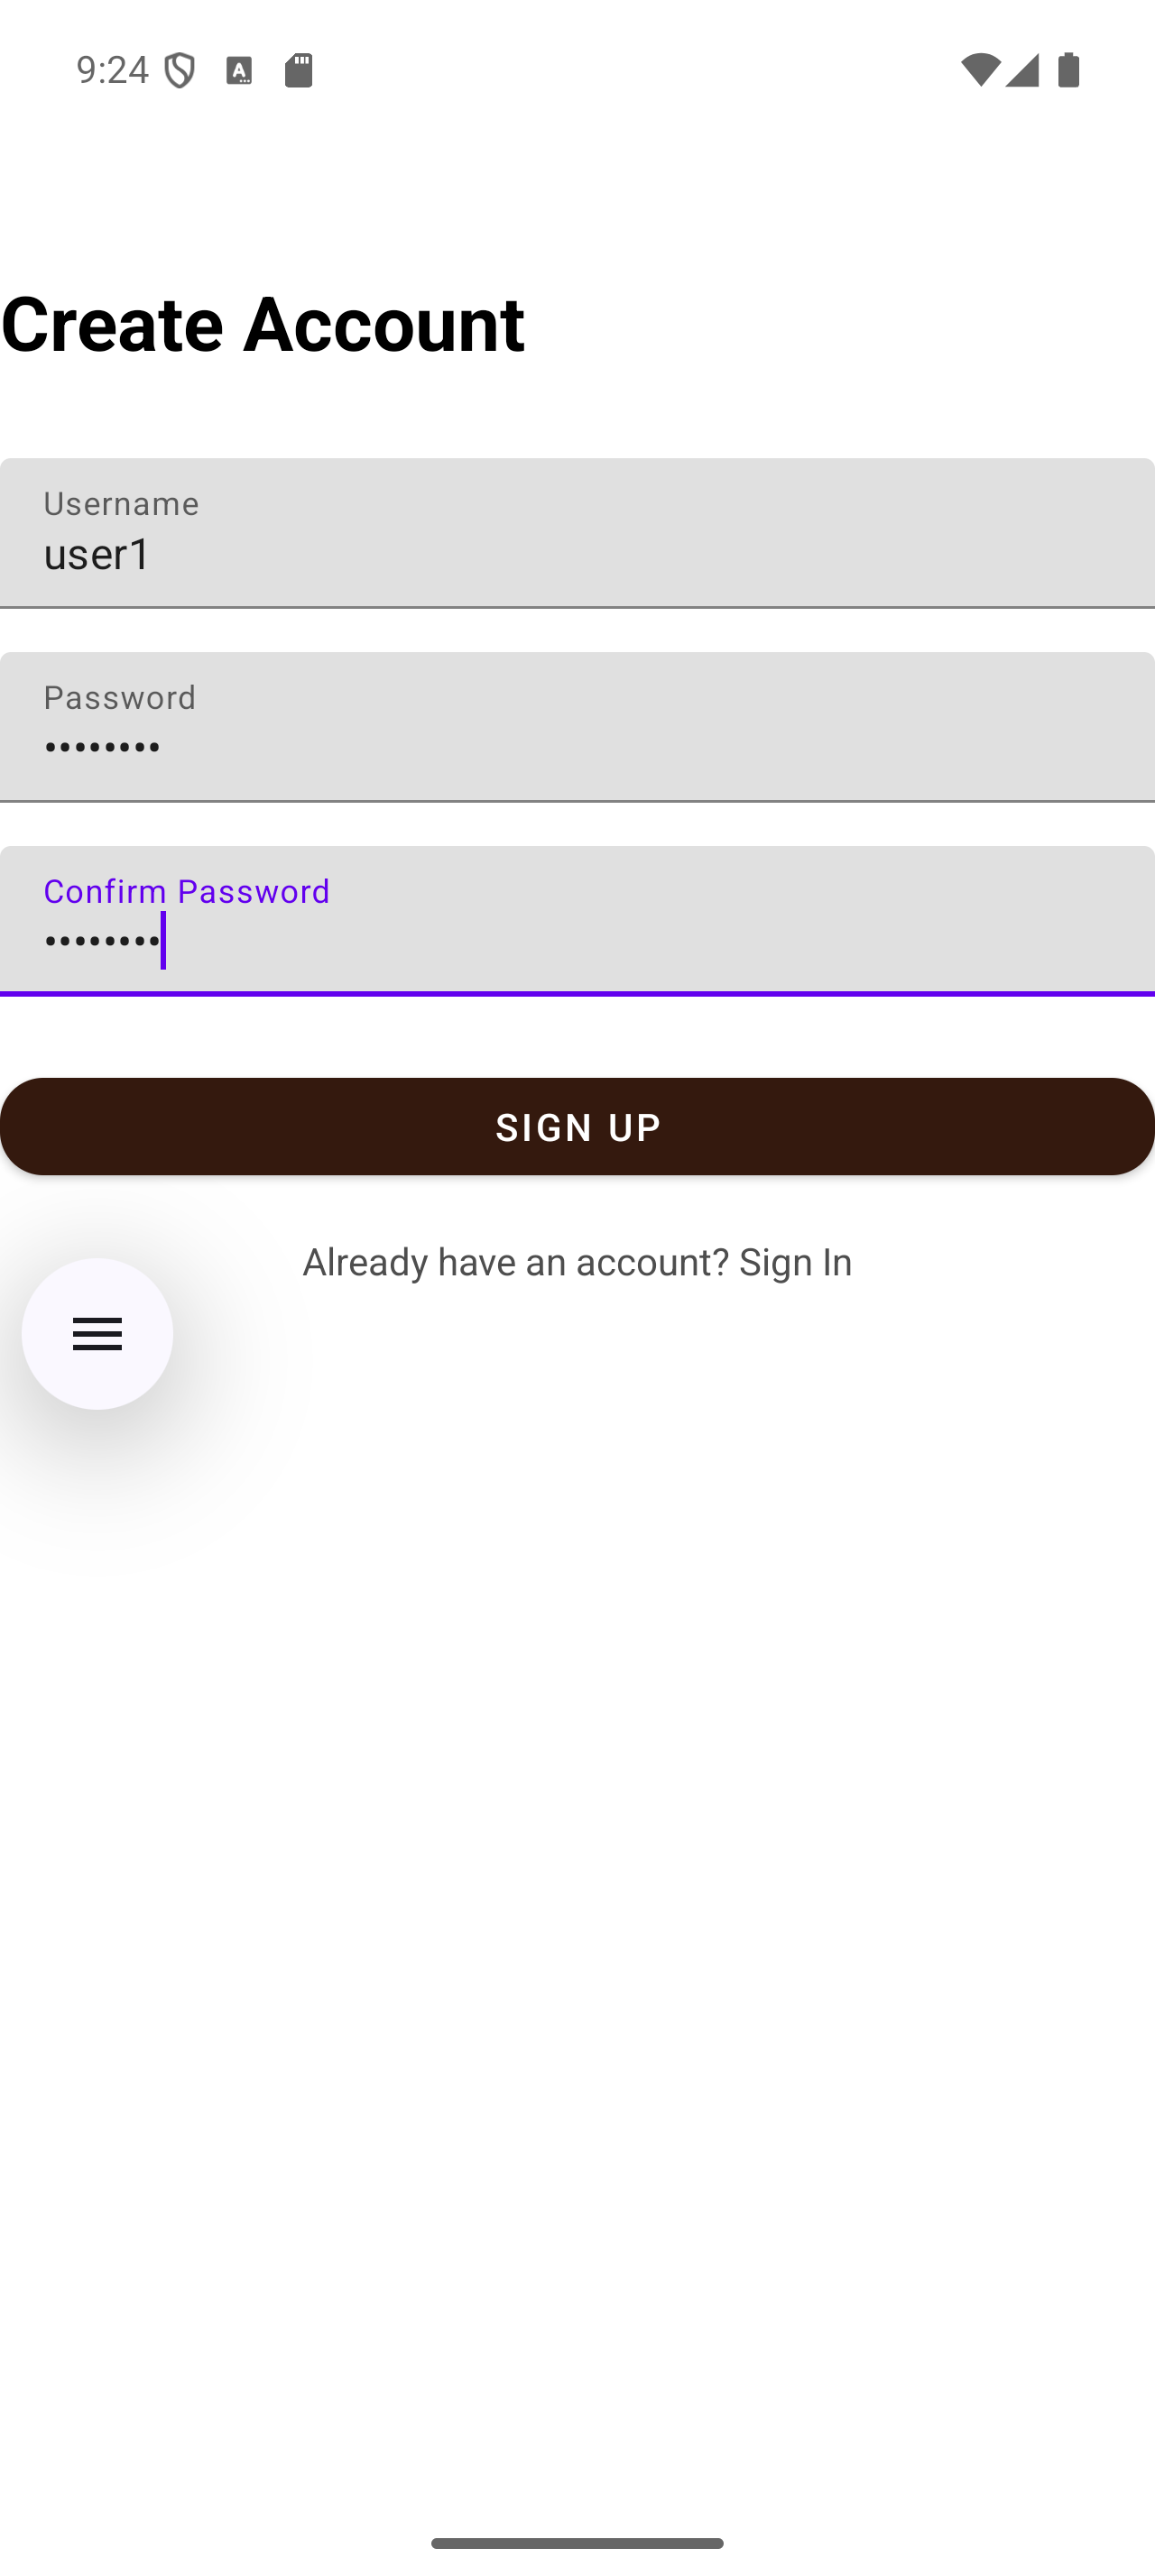 9:24
Create Account
Username
user1
Password
••••••••
Confirm Password
••••••••
SIGN UP
Already have an account? Sign In